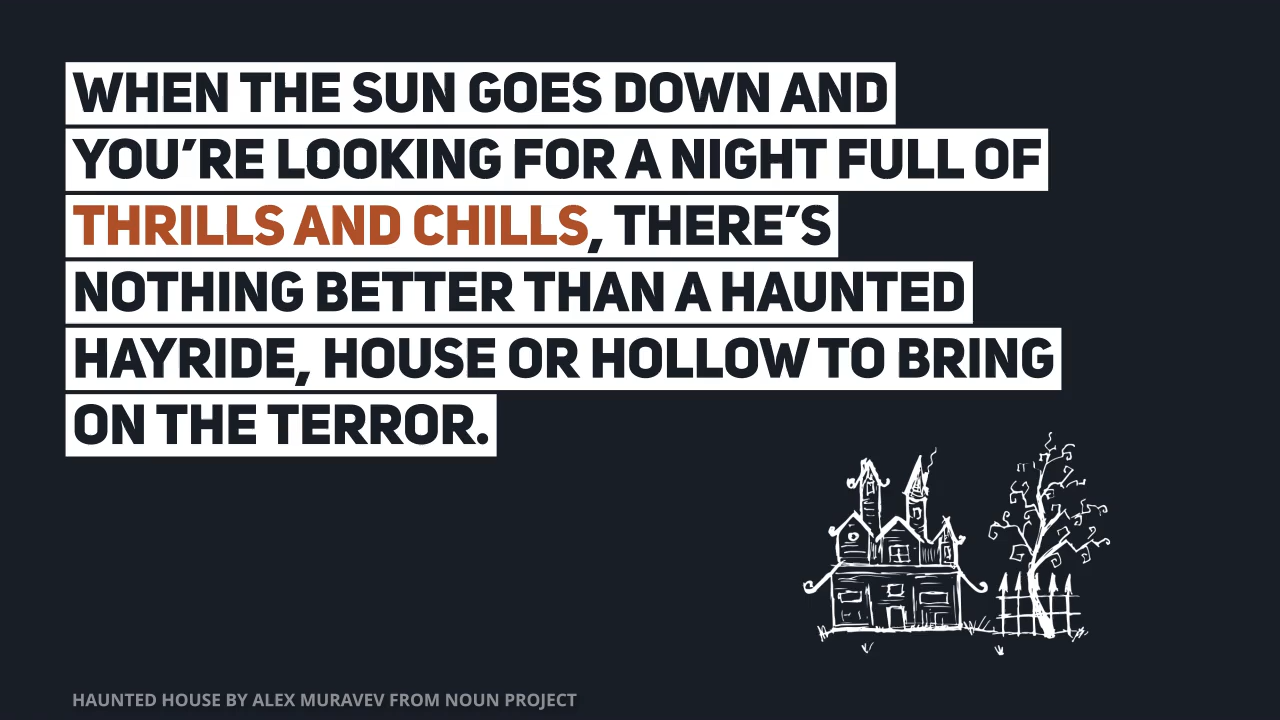 WHEN THE SUN GOES DOWN AND
YOU’RE LOOKING FOR A NIGHT FULL OF
THRILLS AND CHILLS, THERE’S
NOTHING BETTER THAN A HAUNTED
HAYRIDE, HOUSE OR HOLLOW TO BRING
ON THE TERROR.
HAUNTED HOUSE BY ALEX MURAVEV FROM NOUN PROJECT